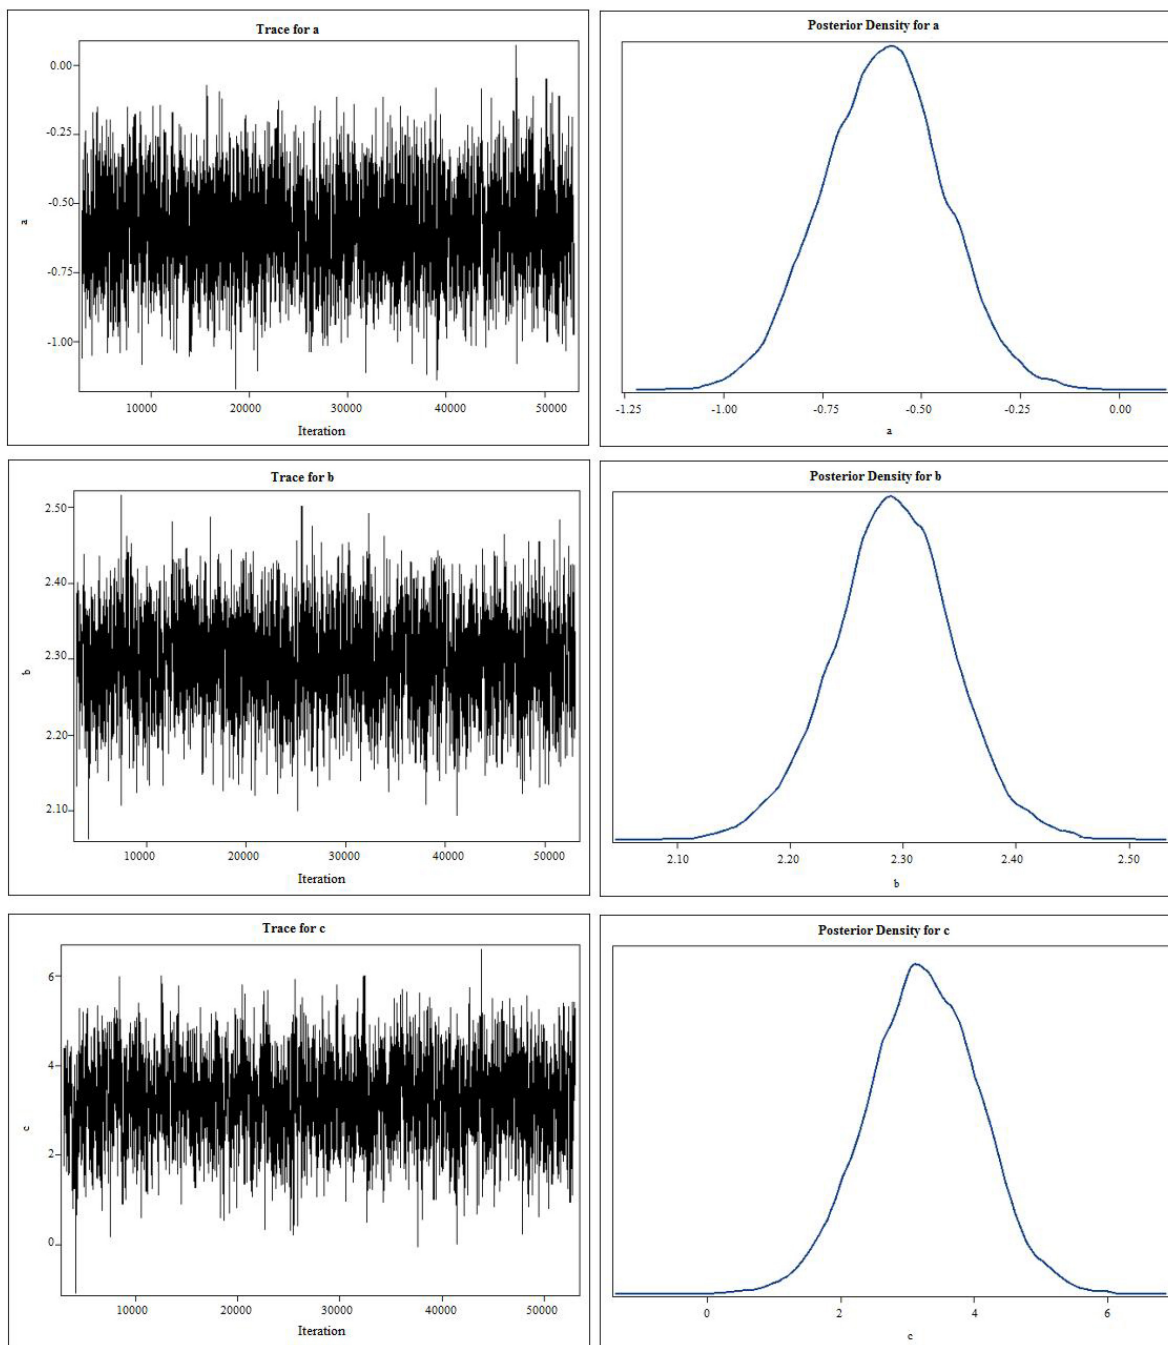 Trace for a
0.00
-0.25
-0.50
-0.75
-1.00
a
10000 20000 30000 40000 50000
Iteration
Posterior Density for a
-1.25 -1.00 -0.75 -0.50 -0.25 0.00
a
Trace for b
2.50
2.40
2.30
2.20
2.10
b
10000 20000 30000 40000 50000
Iteration
Posterior Density for b
2.10 2.20 2.30 2.40 2.50
b
Trace for c
6
4
2
0
c
10000 20000 30000 40000 50000
Iteration
Posterior Density for c
0 2 4 6
c